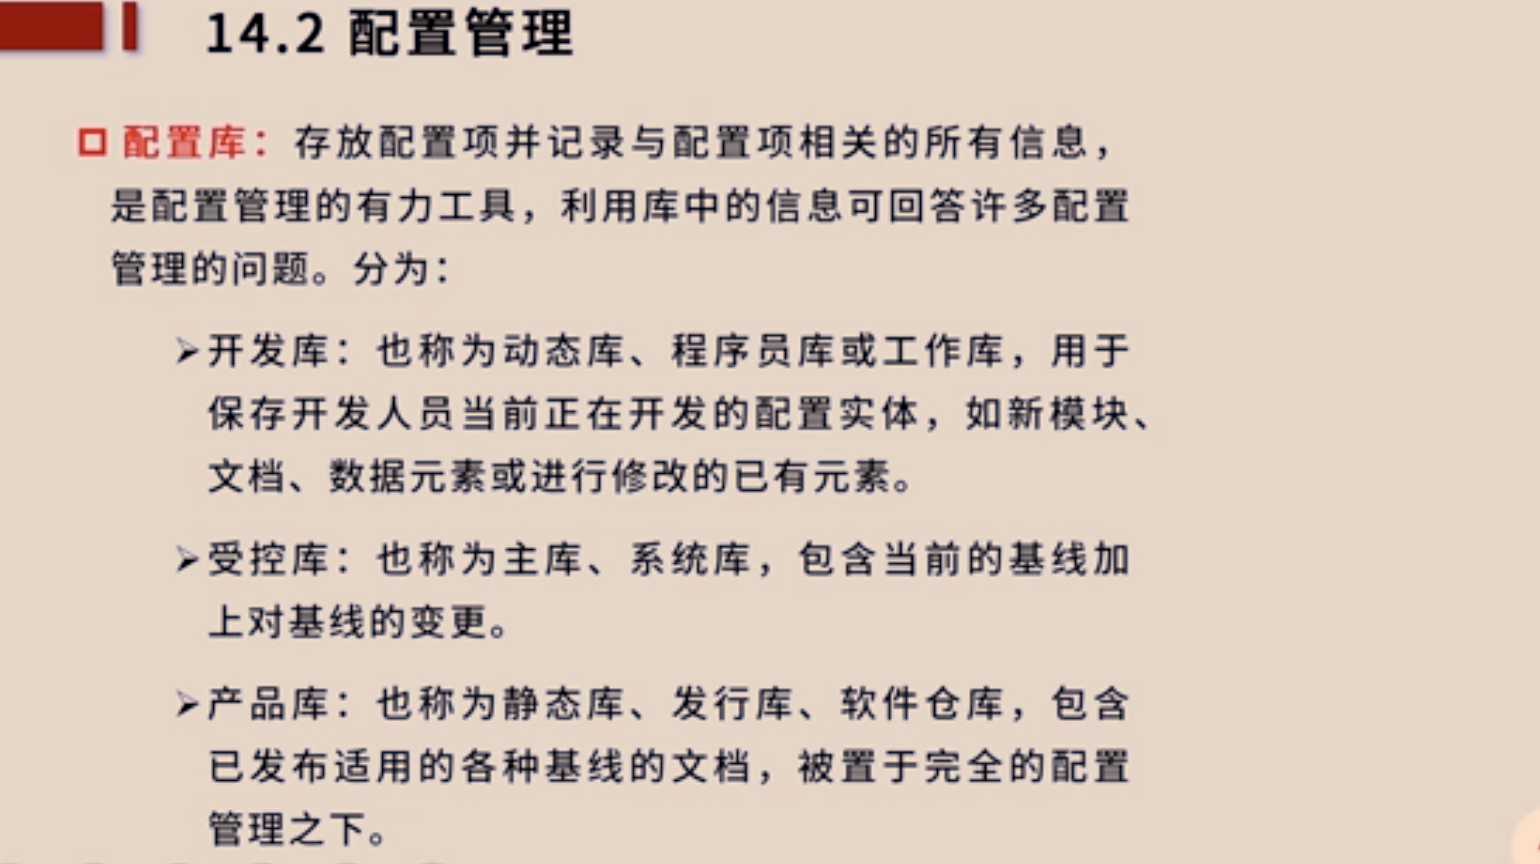 14.2 配置管理
配置库：存放配置项并记录与配置项相关的所有信息，
是配置管理的有力工具，利用库中的信息可回答许多配置
管理的问题。分为：
开发库：也称为动态库、程序员库或工作库，用于
保存开发人员当前正在开发的配置实体，如新模块、
文档、数据元素或进行修改的已有元素。
受控库：也称为主库、系统库，包含当前的基线加
上对基线的变更。
产品库：也称为静态库、发行库、软件仓库，包含
已发布适用的各种基线的文档，被置于完全的配置
管理之下。